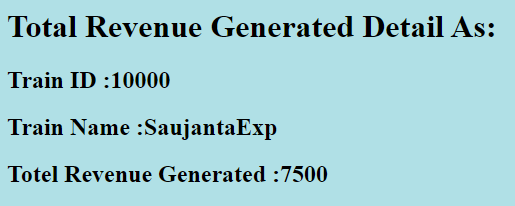 Total Revenue Generated Detail As:
Train ID :10000
Train Name :SaujantaExp
Totel Revenue Generated :7500